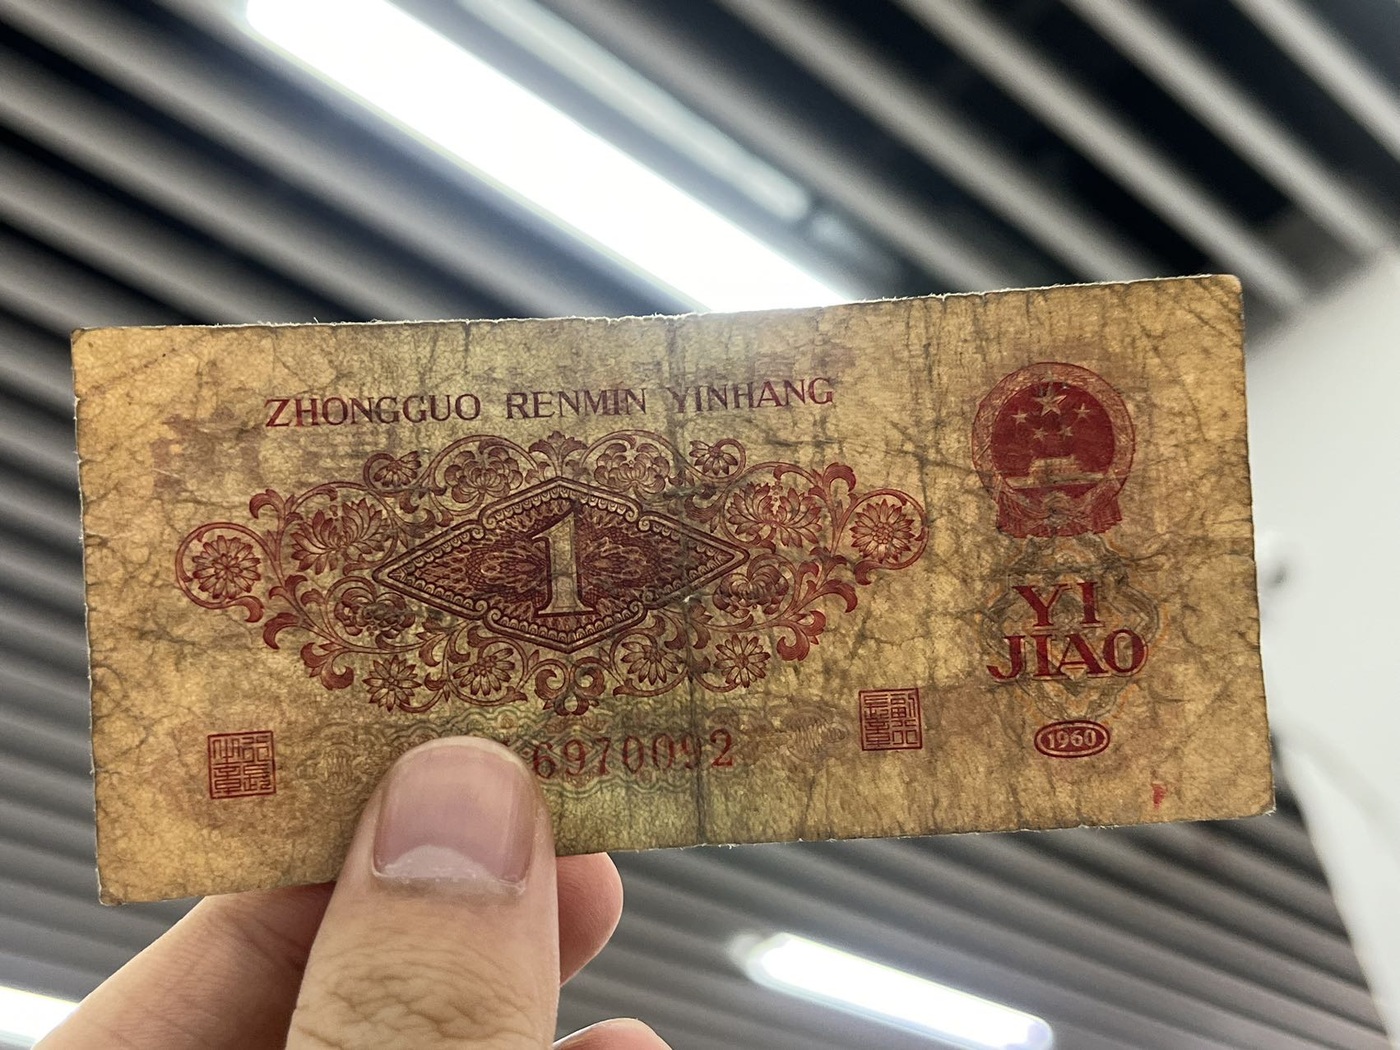 ZHONGGUO RENMIN YINHANG
1
YI
JIAO
6970092
1960